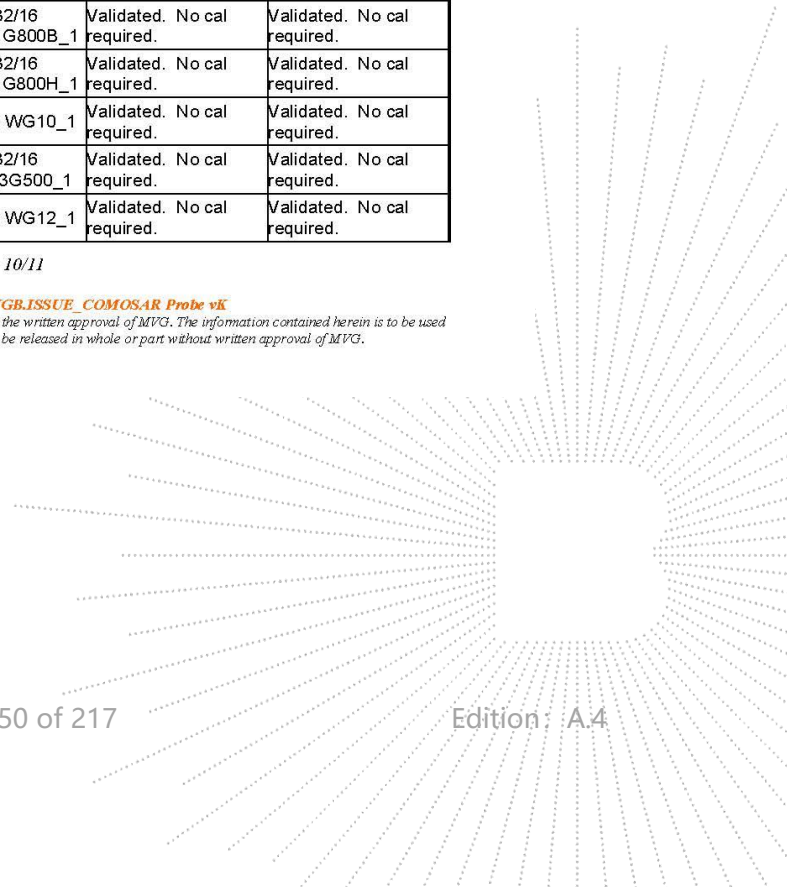 32/16 Validated. No cal Validated. No cal
G800B_1 required. required.
32/16 Validated. No cal Validated. No cal
G800H_1 required. required.
WG10_1 Validated. No cal Validated. No cal
required. required.
32/16 Validated. No cal Validated. No cal
3G500_1 required. required.
WG12_1 Validated. No cal Validated. No cal
required. required.
10/11
GB.ISSUE_COMOSAR Probe vK
the written approval of MVG. The information contained herein is to be used
be released in whole or part without written approval of MVG.
50 of 217 Edition: A.4